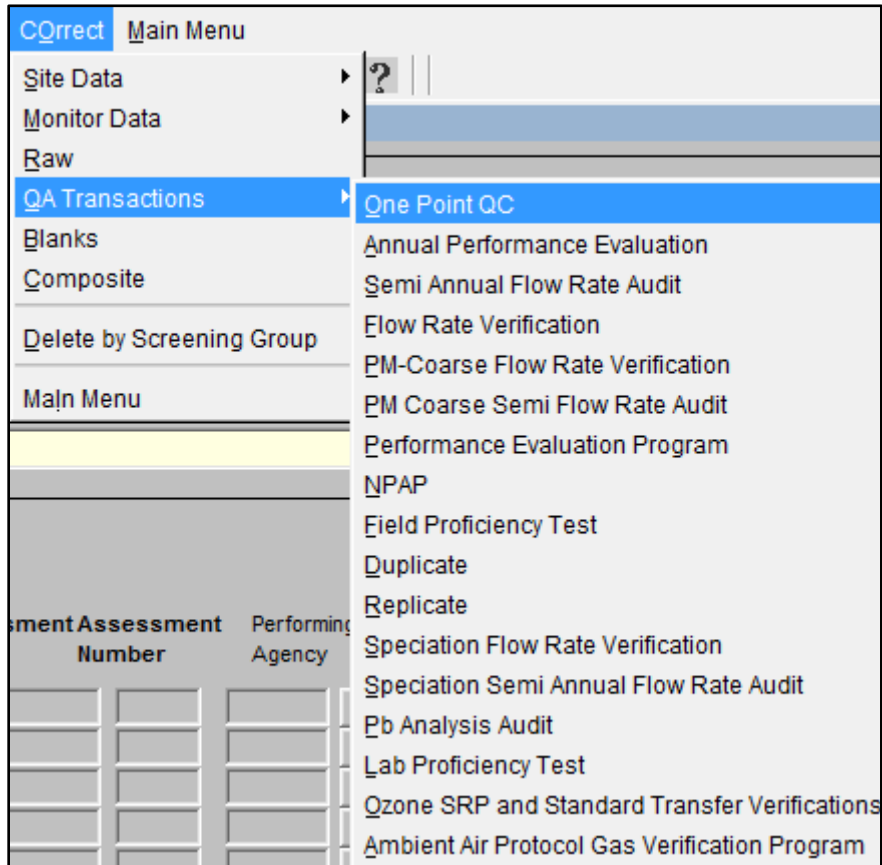 COrrect Main Menu
Site Data
?
Monitor Data
Raw
QA Transactions
One Point QC
Blanks
Annual Performance Evaluation
Composite
Semi Annual Flow Rate Audit
Delete by Screening Group
Flow Rate Verification
PM-Coarse Flow Rate Verification
MaIn Menu
PM Coarse Semi Flow Rate Audit
Performance Evaluation Program
NPAP
Field Proficiency Test
Duplicate
Replicate
sment Assessment Performing
Number Agency
Speciation Flow Rate Verification
Speciation Semi Annual Flow Rate Audit
Pb Analysis Audit
Lab Proficiency Test
Ozone SRP and Standard Transfer Verifications
Ambient Air Protocol Gas Verification Program